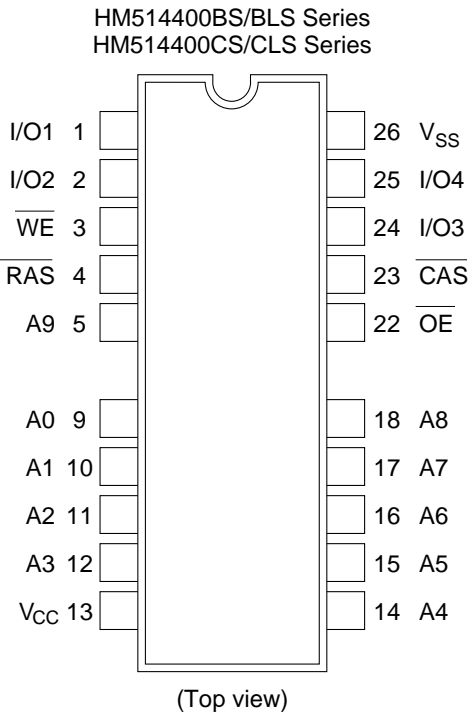 HM514400BS/BLS Series
HM514400CS/CLS Series
I/O1 1 26 VSS
I/O2 2 25 I/O4
WE 3 24 I/O3
RAS 4 23 CAS
A9 5 22 OE
A0 9 18 A8
A1 10 17 A7
A2 11 16 A6
A3 12 15 A5
VCC 13 14 A4
(Top view)